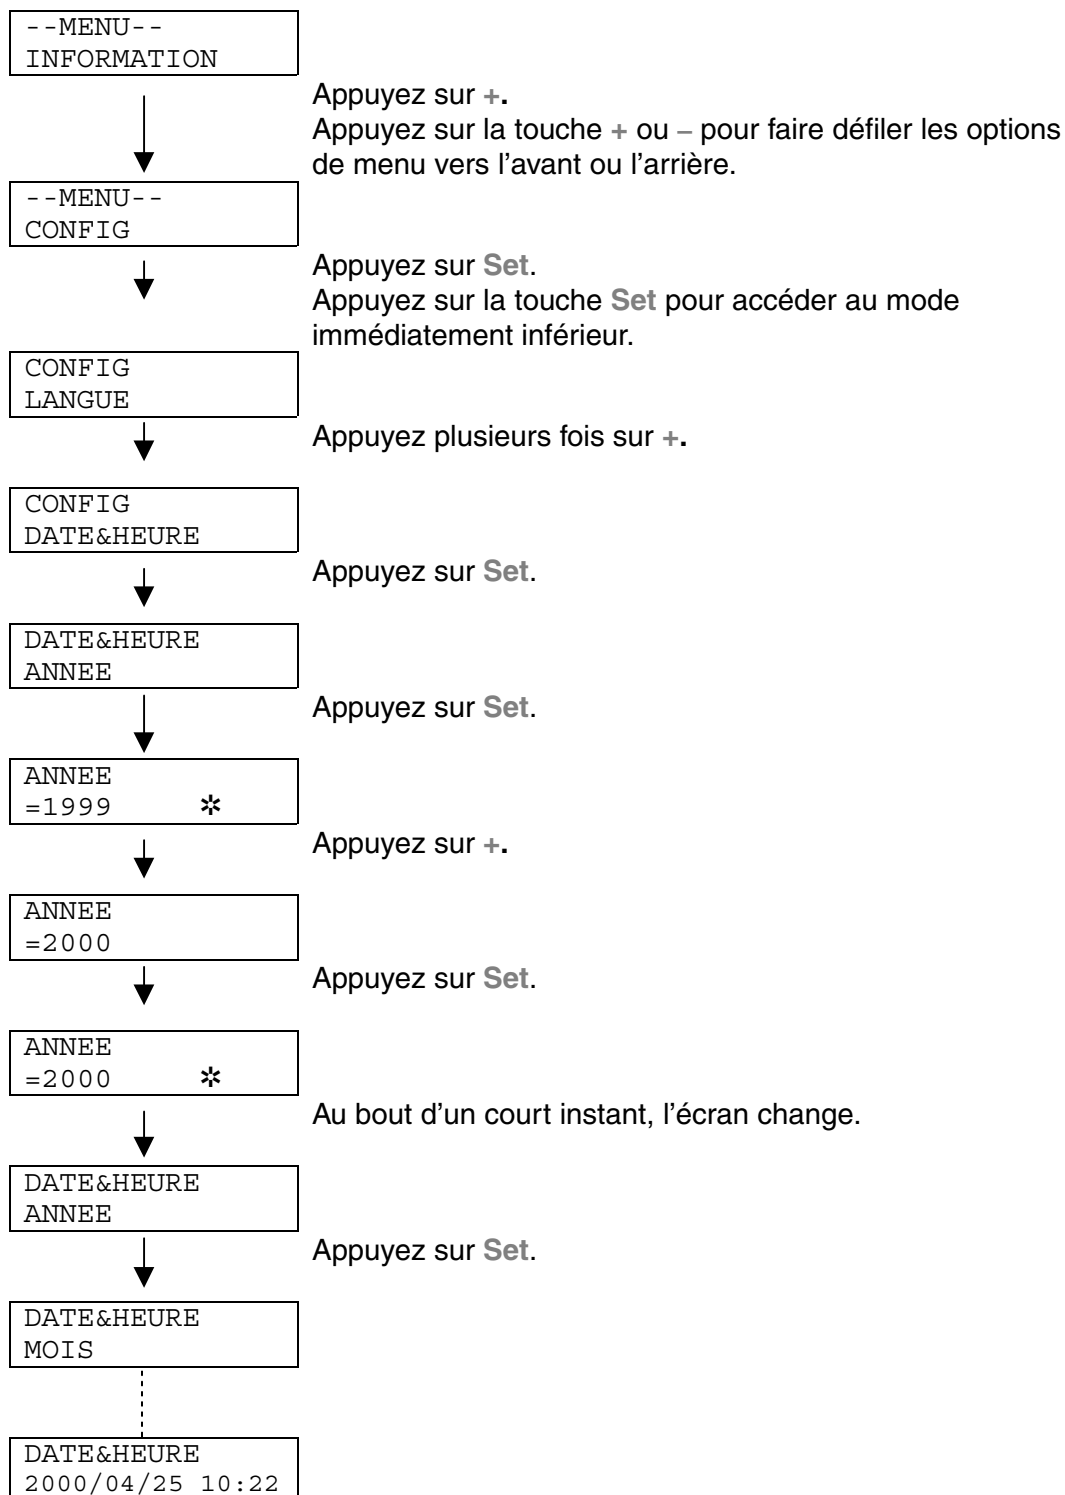 --MENU--
INFORMATION
Appuyez sur +.
Appuyez sur la touche + ou – pour faire défiler les options
de menu vers l'avant ou l'arrière.
--MENU--
CONFIG
Appuyez sur Set.
Appuyez sur la touche Set pour accéder au mode
immédiatement inférieur.
CONFIG
LANGUE
Appuyez plusieurs fois sur +.
CONFIG
DATE&HEURE
Appuyez sur Set.
DATE&HEURE
ANNEE
Appuyez sur Set.
ANNEE
=1999 ✲
Appuyez sur +.
ANNEE
=2000
Appuyez sur Set.
ANNEE
=2000 ✲
Au bout d'un court instant, l'écran change.
DATE&HEURE
ANNEE
Appuyez sur Set.
DATE&HEURE
MOIS
DATE&HEURE
2000/04/25 10:22